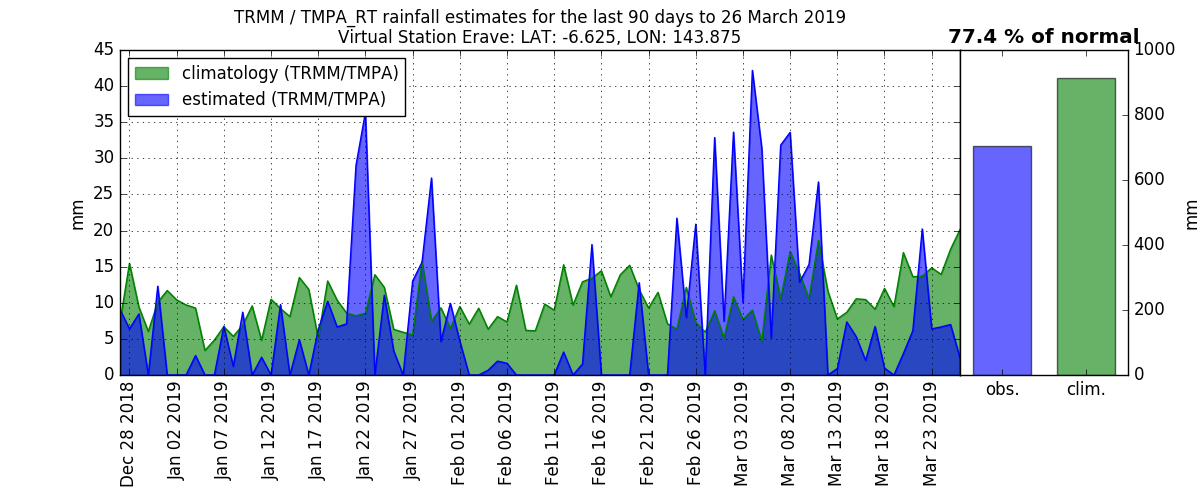 TRMM / TMPA_RT rainfall estimates for the last 90 days to 26 March 2019
Virtual Station Erave: LAT: -6.625, LON: 143.875
77.4 % of normal
climatology (TRMM/TMPA)
estimated (TRMM/TMPA)
45
40
35
30
25
20
15
10
5
0
mm
1000
800
600
400
200
0
mm
Dec 28 2018
Jan 02 2019
Jan 07 2019
Jan 12 2019
Jan 17 2019
Jan 22 2019
Jan 27 2019
Feb 01 2019
Feb 06 2019
Feb 11 2019
Feb 16 2019
Feb 21 2019
Feb 26 2019
Mar 03 2019
Mar 08 2019
Mar 13 2019
Mar 18 2019
Mar 23 2019
obs.
clim.